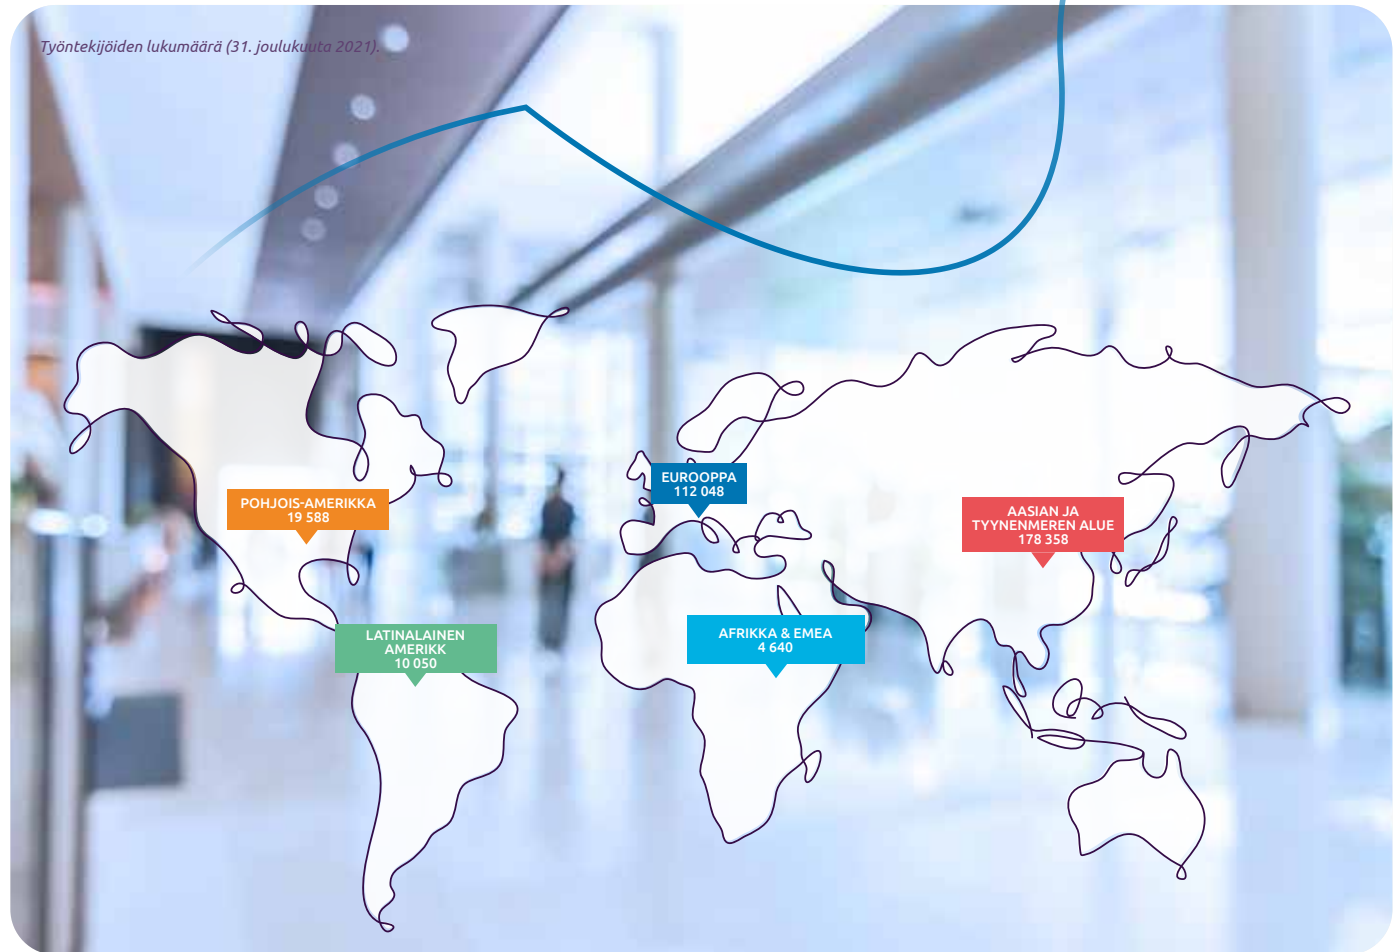 Työntekijöiden lukumäärä (31. joulukuuta 2021).
EUROOPPA
112 048
POHJOIS-AMERIKKA
19 588
AASIAN JA
TYYNENMEREN ALUE
178 358
LATINALAINEN
AMERIKK
10 050
AFRIKKA & EMEA
4 640